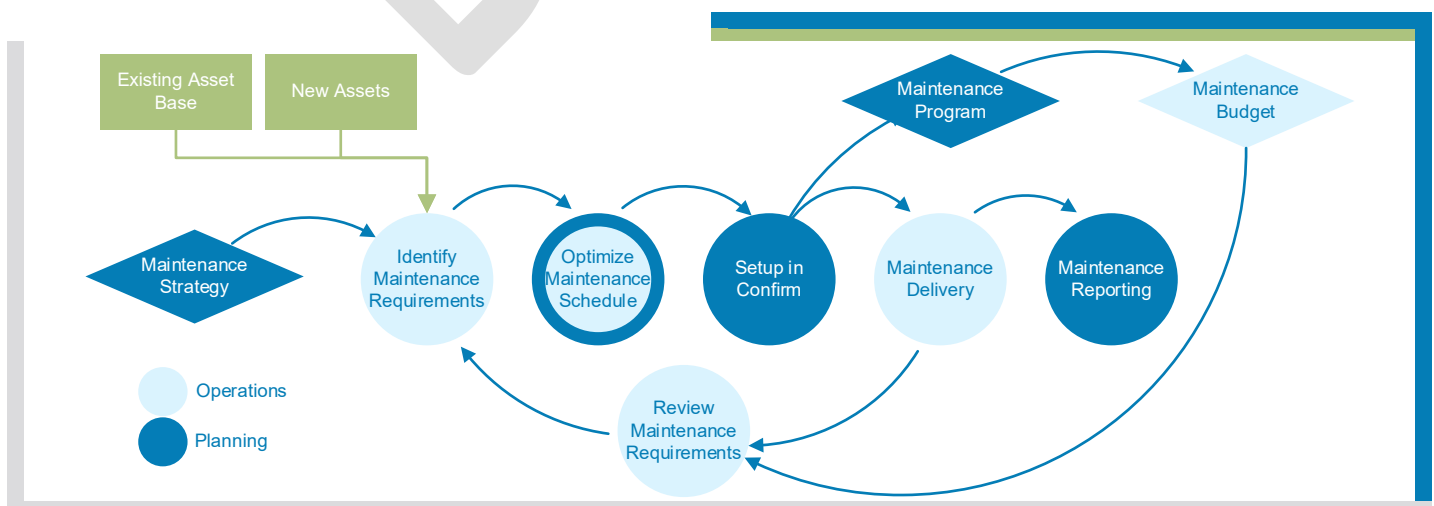 Existing Asset
Base
New Assets
Maintenance
Program
Maintenance
Budget
Maintenance
Strategy
Identify
Maintenance
Requirements
Optimize
Maintenance
Schedule
Setup in
Confirm
Maintenance
Delivery
Maintenance
Reporting
Operations
Planning
Review
Maintenance
Requirements